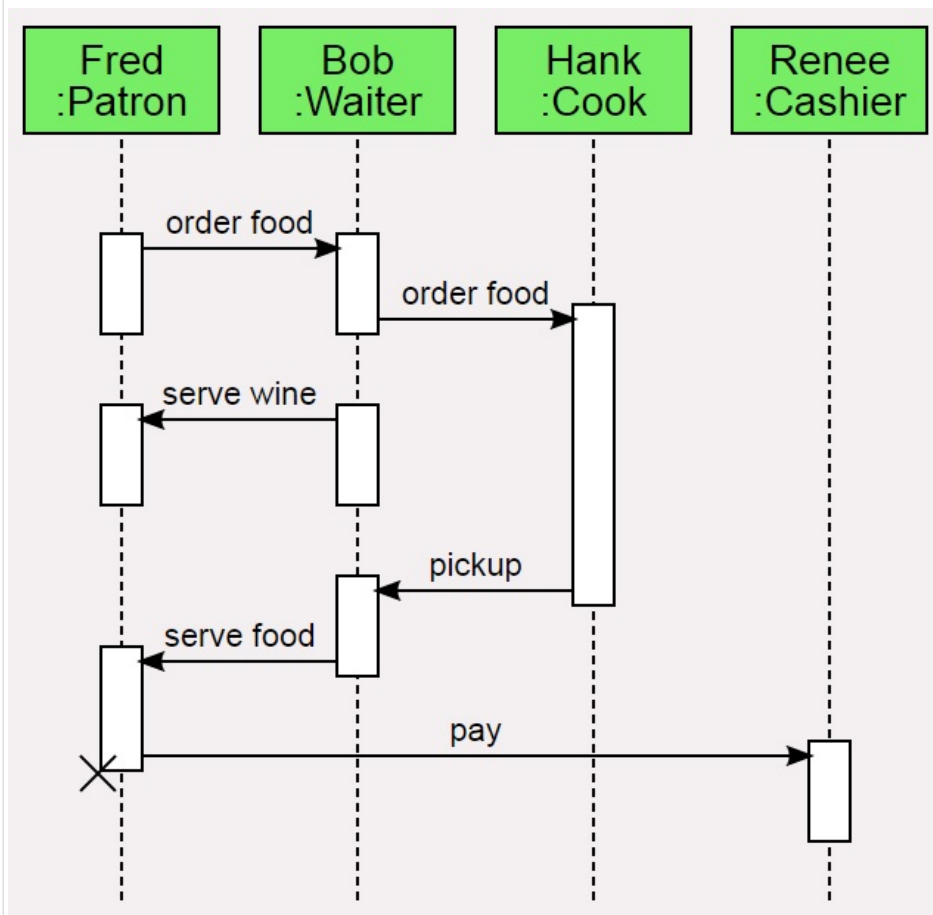 Fred
:Patron
Bob
:Waiter
Hank
:Cook
Renee
:Cashier
order food
order food
serve wine
pickup
serve food
pay